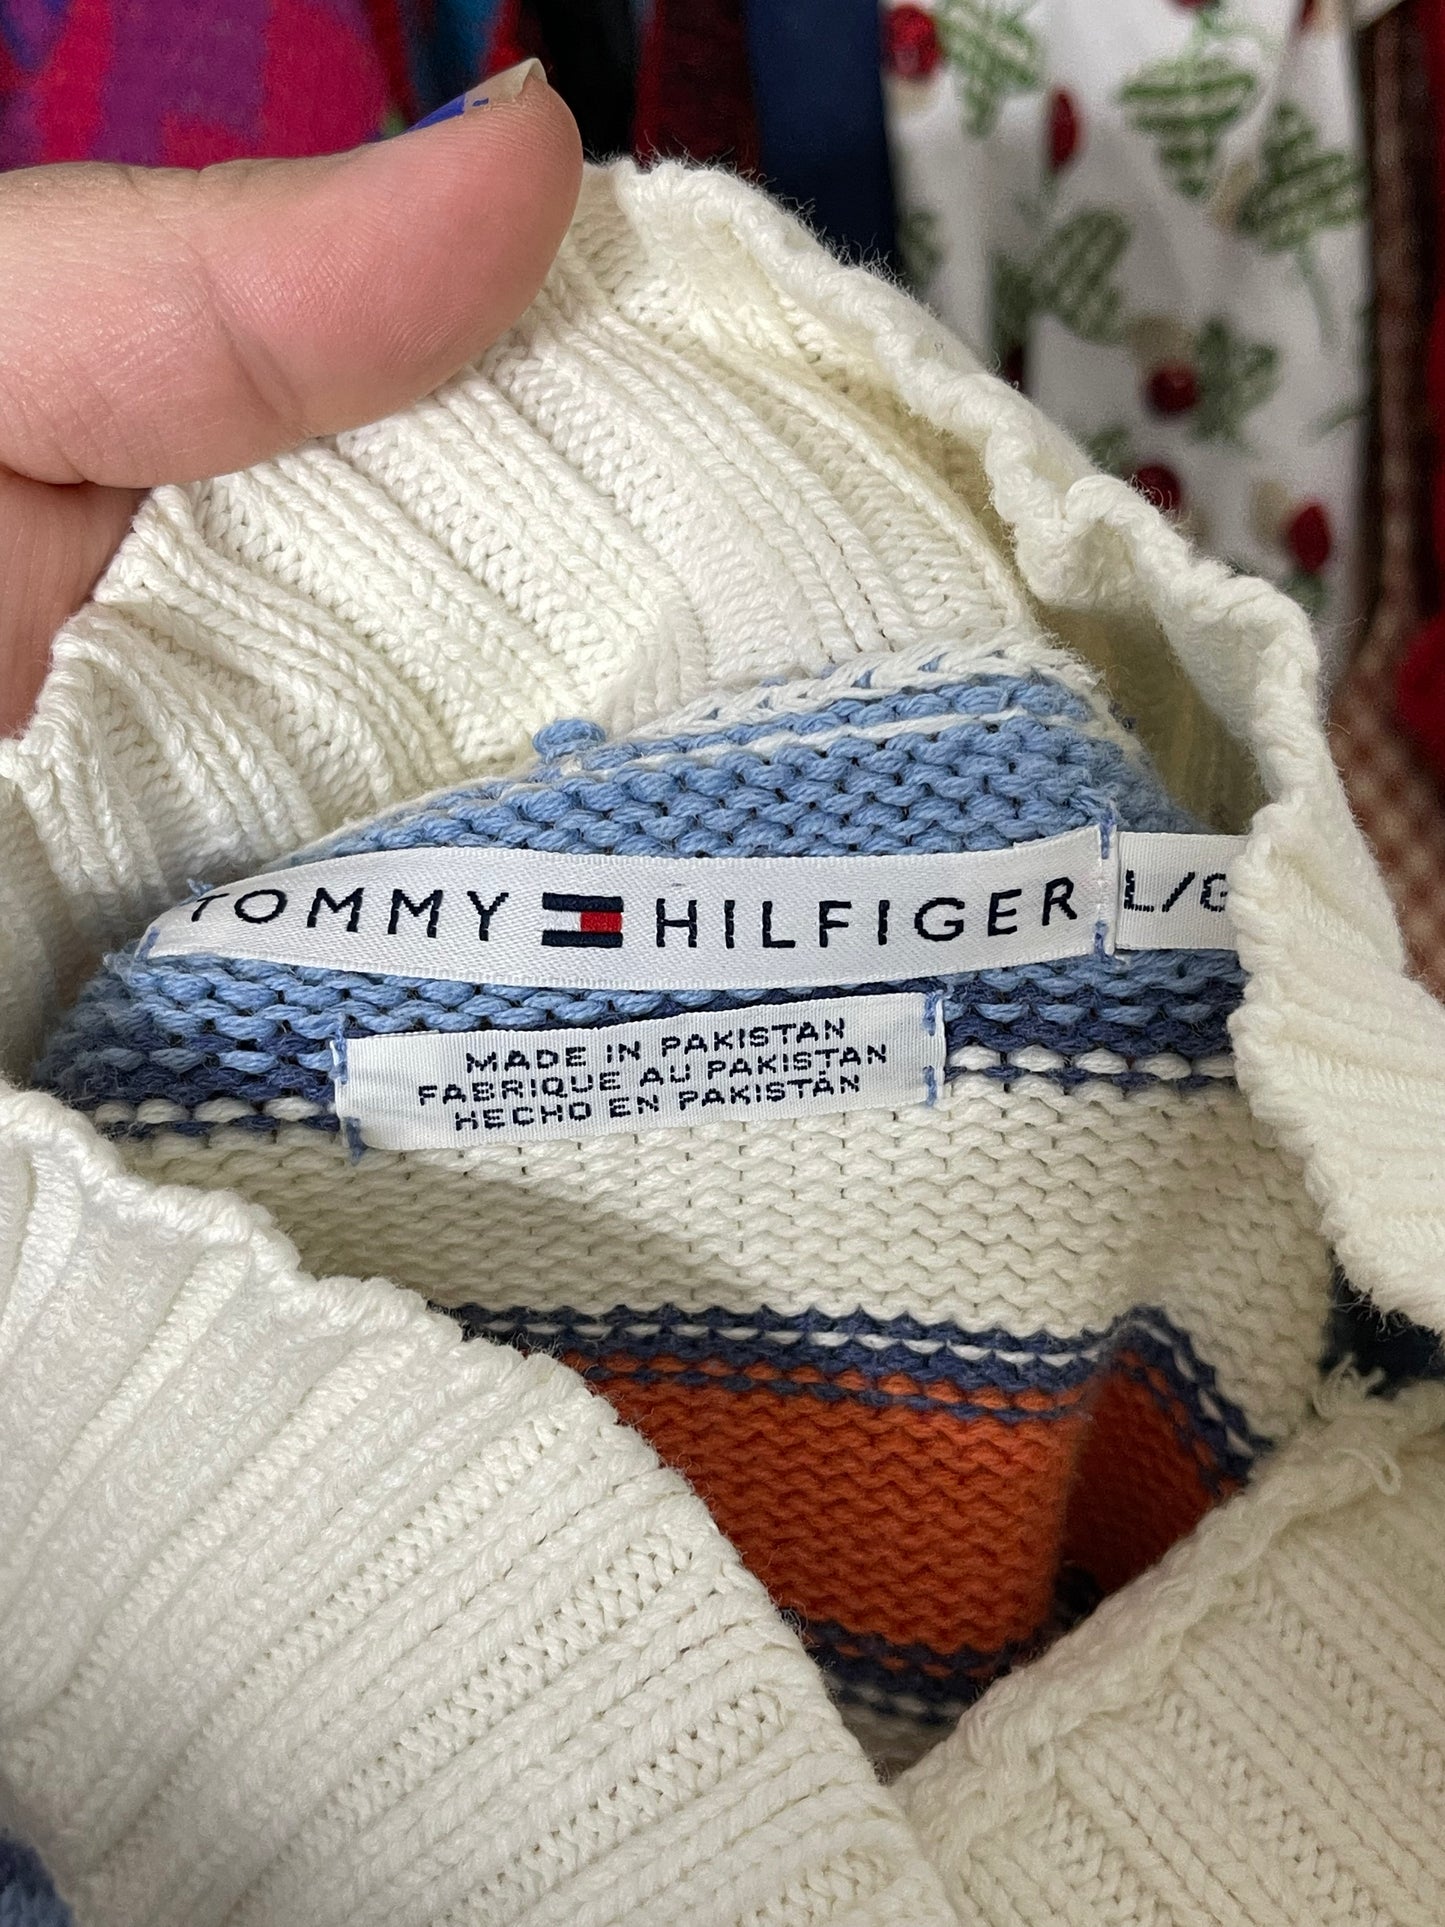 TOMMY HILFIGER L/G
MADE IN PAKISTAN
FABRIQUE AU PAKISTAN
HECHO EN PAKISTÁN